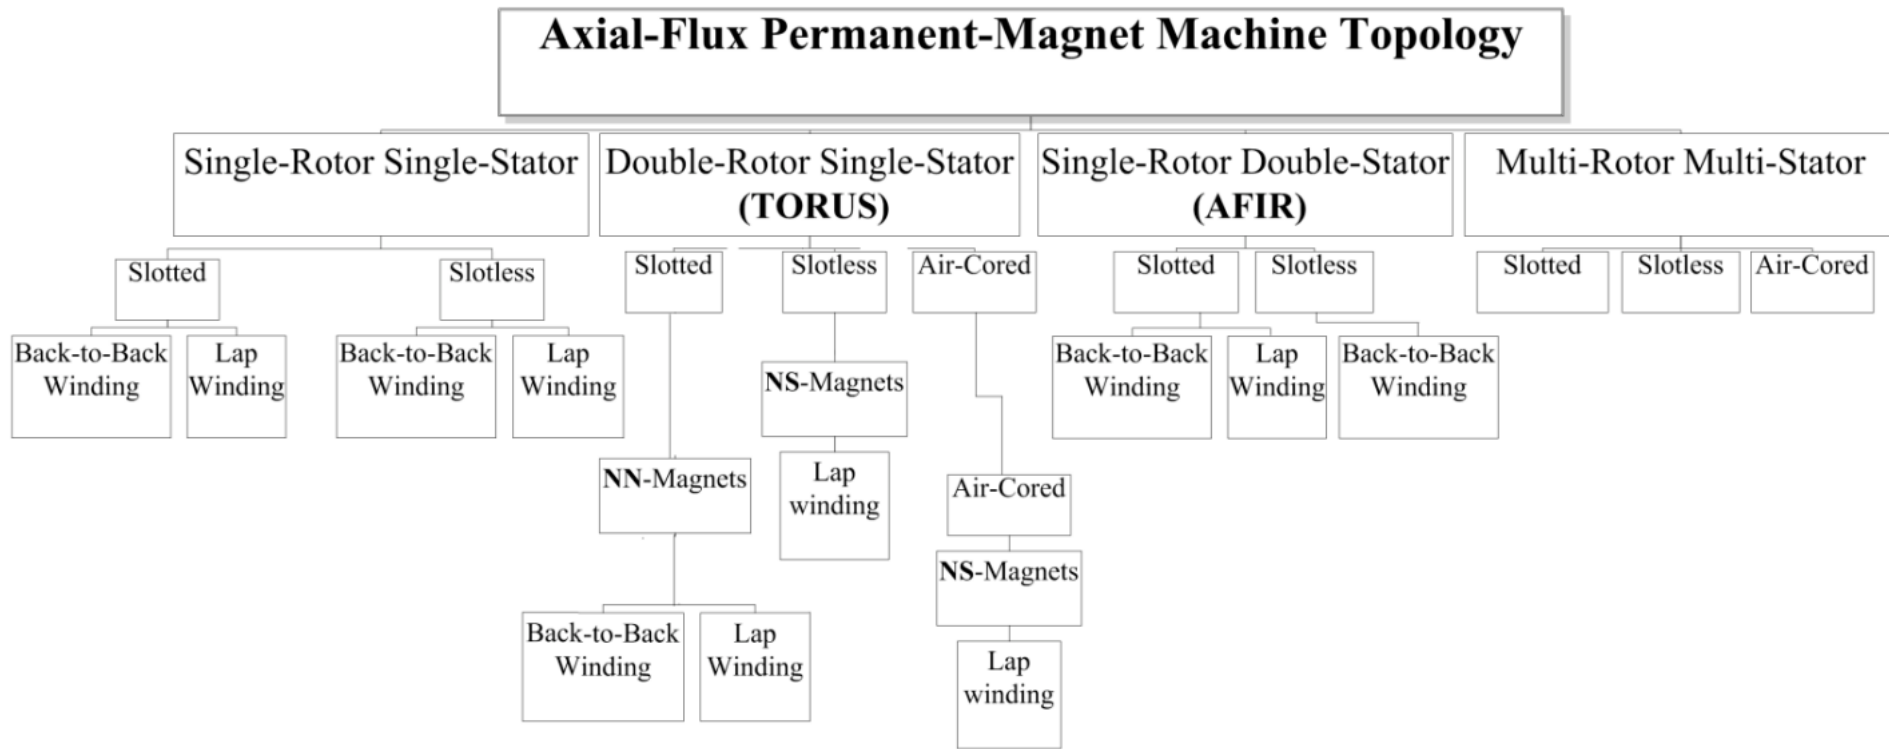 Axial-Flux Permanent-Magnet Machine Topology
Single-Rotor Single-Stator
Double-Rotor Single-Stator
(TORUS)
Single-Rotor Double-Stator
(AFIR)
Multi-Rotor Multi-Stator
Slotted
Slotless
Slotted
Slotless
Air-Cored
Slotted
Slotless
Slotted
Slotless
Air-Cored
Back-to-Back
Winding
Lap
Winding
Back-to-Back
Winding
Lap
Winding
NS-Magnets
Back-to-Back
Winding
Lap
Winding
Back-to-Back
Winding
NN-Magnets
Lap
winding
Air-Cored
NS-Magnets
Back-to-Back
Winding
Lap
Winding
Lap
winding